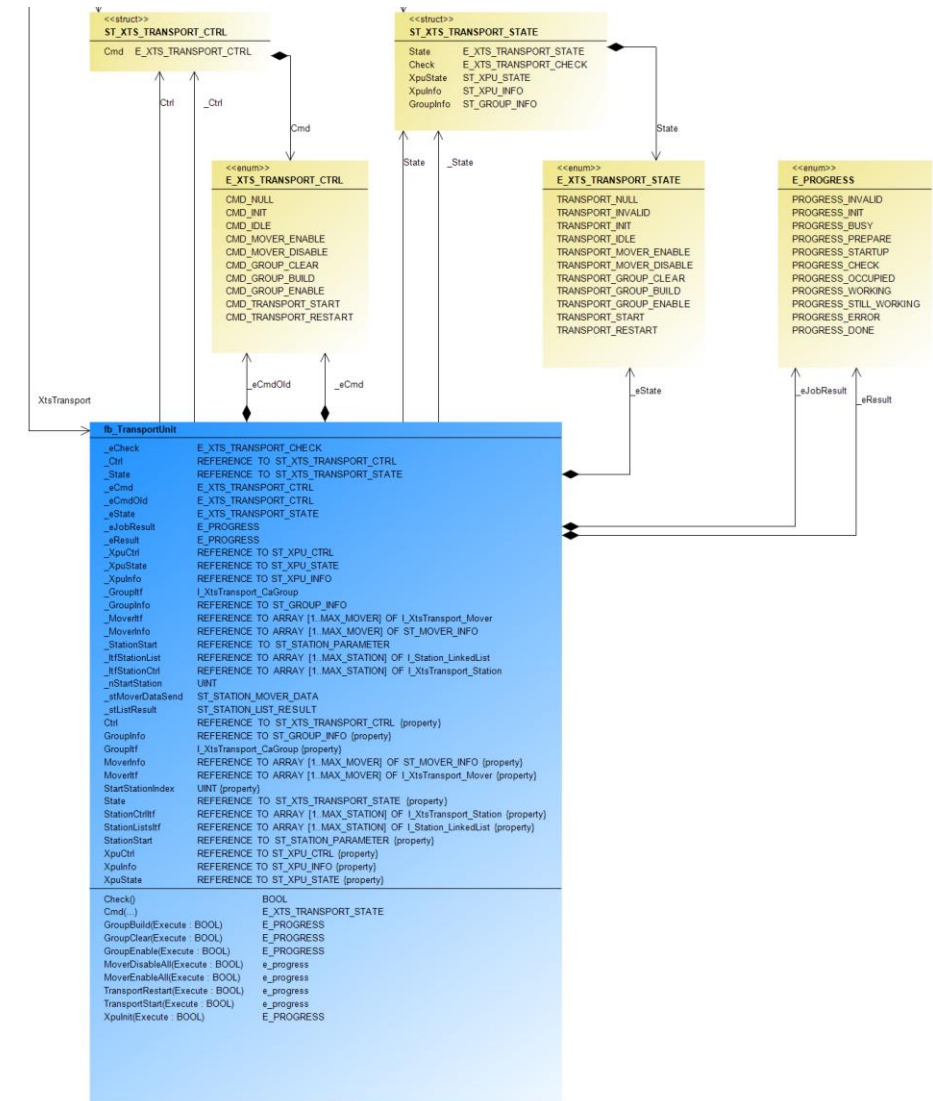 <<struct>>
ST_XTS_TRANSPORT_CTRL
Cmd E_XTS_TRANSPORT_CTRL
<<struct>>
ST_XTS_TRANSPORT_STATE
State E_XTS_TRANSPORT_STATE
Check E_XTS_TRANSPORT_CHECK
XpuState ST_XPU_STATE
XpuInfo ST_XPU_INFO
GroupInfo ST_GROUP_INFO
Ctrl
_Ctrl
Cmd
State
_State
State
<<enum>>
E_XTS_TRANSPORT_CTRL
CMD_NULL
CMD_INIT
CMD_IDLE
CMD_MOVER_ENABLE
CMD_MOVER_DISABLE
CMD_GROUP_CLEAR
CMD_GROUP_BUILD
CMD_GROUP_ENABLE
CMD_TRANSPORT_START
CMD_TRANSPORT_RESTART
<<enum>>
E_XTS_TRANSPORT_STATE
TRANSPORT_NULL
TRANSPORT_INVALID
TRANSPORT_INIT
TRANSPORT_IDLE
TRANSPORT_MOVER_ENABLE
TRANSPORT_MOVER_DISABLE
TRANSPORT_GROUP_CLEAR
TRANSPORT_GROUP_BUILD
TRANSPORT_GROUP_ENABLE
TRANSPORT_START
TRANSPORT_RESTART
<<enum>>
E_PROGRESS
PROGRESS_INVALID
PROGRESS_INIT
PROGRESS_BUSY
PROGRESS_PREPARE
PROGRESS_STARTUP
PROGRESS_CHECK
PROGRESS_OCCUPIED
PROGRESS_WORKING
PROGRESS_STILL_WORKING
PROGRESS_ERROR
PROGRESS_DONE
XtsTransport
_eCmdOld
_eCmd
_eState
_eJobResult
_eResult
fb_TransportUnit
_eCheck E_XTS_TRANSPORT_CHECK
_Ctrl REFERENCE TO ST_XTS_TRANSPORT_CTRL
_State REFERENCE TO ST_XTS_TRANSPORT_STATE
_eCmd E_XTS_TRANSPORT_CTRL
_eCmdOld E_XTS_TRANSPORT_CTRL
_eState E_XTS_TRANSPORT_STATE
_eJobResult E_PROGRESS
_eResult E_PROGRESS
_XpuCtrl REFERENCE TO ST_XPU_CTRL
_XpuState REFERENCE TO ST_XPU_STATE
_XpuInfo REFERENCE TO ST_XPU_INFO
_GroupItf I_XtsTransport_CaGroup
_GroupInfo REFERENCE TO ST_GROUP_INFO
_MoverItf REFERENCE TO ARRAY [1..MAX_MOVER] OF I_XtsTransport_Mover
_MoverInfo REFERENCE TO ARRAY [1..MAX_MOVER] OF ST_MOVER_INFO
_StationStart REFERENCE TO ST_STATION_PARAMETER
_ItfStationList REFERENCE TO ARRAY [1..MAX_STATION] OF I_Station_LinkedList
_ItfStationCtrl REFERENCE TO ARRAY [1..MAX_STATION] OF I_XtsTransport_Station
_nStartStation UINT
_stMoverDataSend ST_STATION_MOVER_DATA
_stListResult ST_STATION_LIST_RESULT
Ctrl REFERENCE TO ST_XTS_TRANSPORT_CTRL {property}
GroupInfo REFERENCE TO ST_GROUP_INFO {property}
GroupItf I_XtsTransport_CaGroup {property}
MoverInfo REFERENCE TO ARRAY [1..MAX_MOVER] OF ST_MOVER_INFO {property}
MoverItf REFERENCE TO ARRAY [1..MAX_MOVER] OF I_XtsTransport_Mover {property}
StartStationIndex UINT {property}
State REFERENCE TO ST_XTS_TRANSPORT_STATE {property}
StationCtrlItf REFERENCE TO ARRAY [1..MAX_STATION] OF I_XtsTransport_Station {property}
StationListsItf REFERENCE TO ARRAY [1..MAX_STATION] OF I_Station_LinkedList {property}
StationStart REFERENCE TO ST_STATION_PARAMETER {property}
XpuCtrl REFERENCE TO ST_XPU_CTRL {property}
XpuInfo REFERENCE TO ST_XPU_INFO {property}
XpuState REFERENCE TO ST_XPU_STATE {property}
Check() BOOL
Cmd(...) E_XTS_TRANSPORT_STATE
GroupBuild(Execute : BOOL) E_PROGRESS
GroupClear(Execute : BOOL) E_PROGRESS
GroupEnable(Execute : BOOL) E_PROGRESS
MoverDisableAll(Execute : BOOL) e_progress
MoverEnableAll(Execute : BOOL) e_progress
TransportRestart(Execute : BOOL) e_progress
TransportStart(Execute : BOOL) e_progress
XpuInit(Execute : BOOL) E_PROGRESS